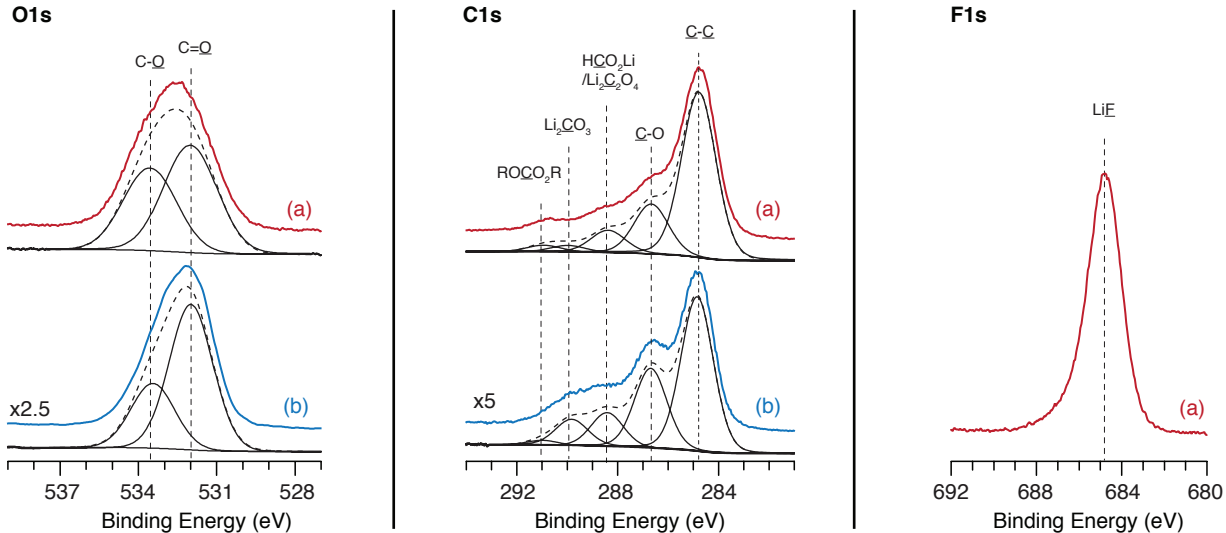 O1s
C-O
C=O
(a)
x2.5
(b)
537
534
531
528
Binding Energy (eV)
C1s
C-C
HCO₂Li
/Li₂C₂O₄
Li₂CO₃
C-O
ROCO₂R
(a)
x5
(b)
292
288
284
Binding Energy (eV)
F1s
LiF
(a)
692
688
684
680
Binding Energy (eV)